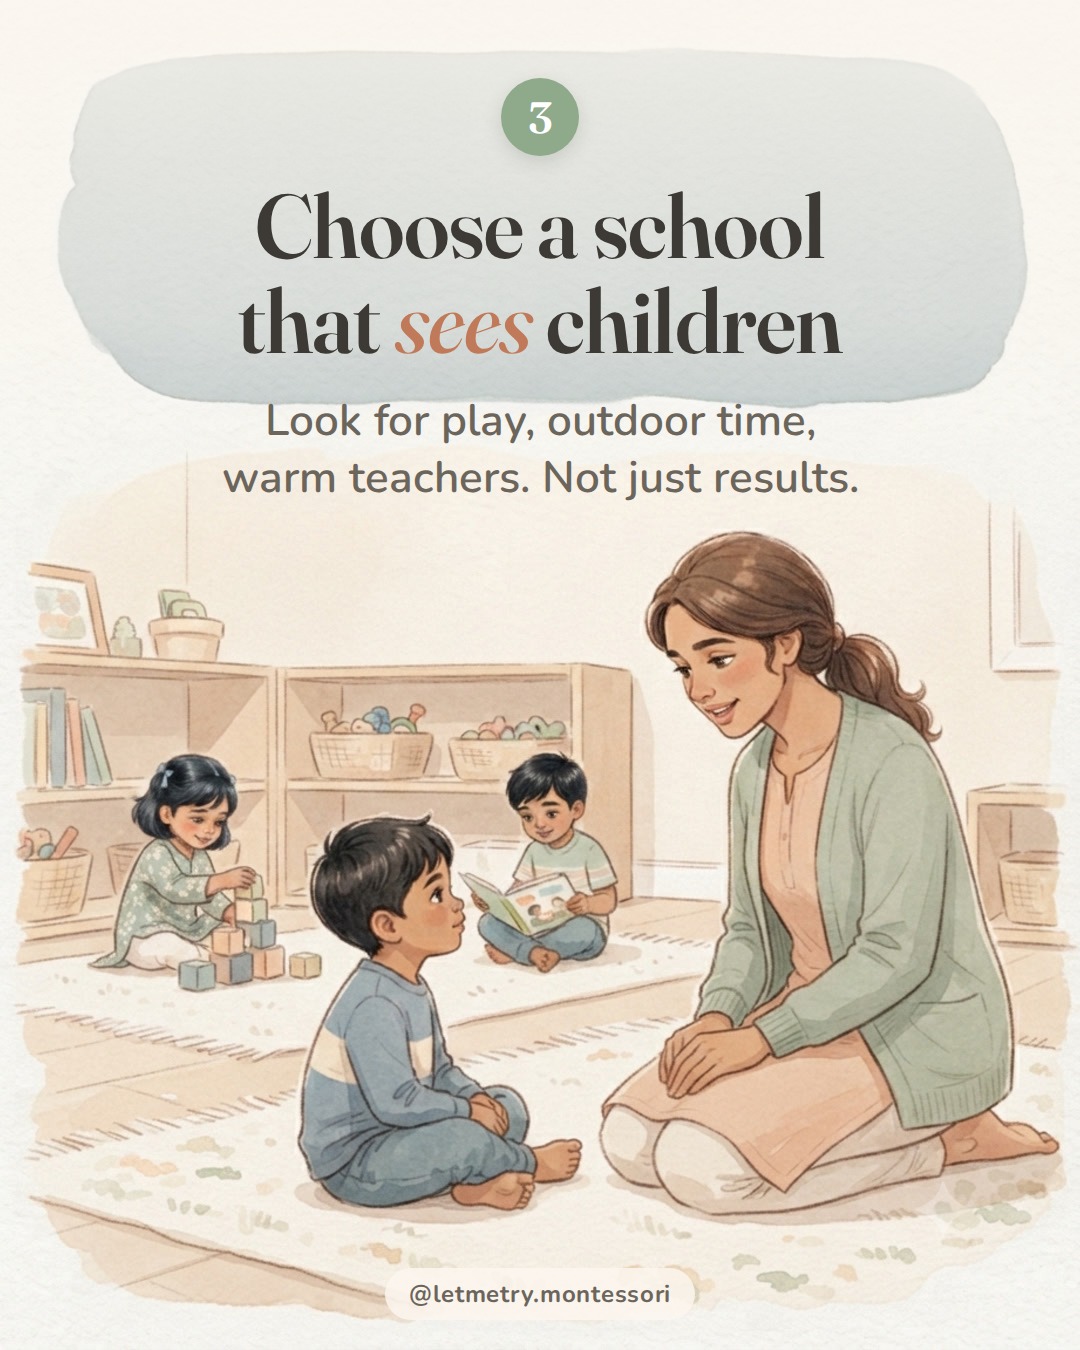 3
Choose a school
that sees children
Look for play, outdoor time,
warm teachers. Not just results.
@letmetry.montessori